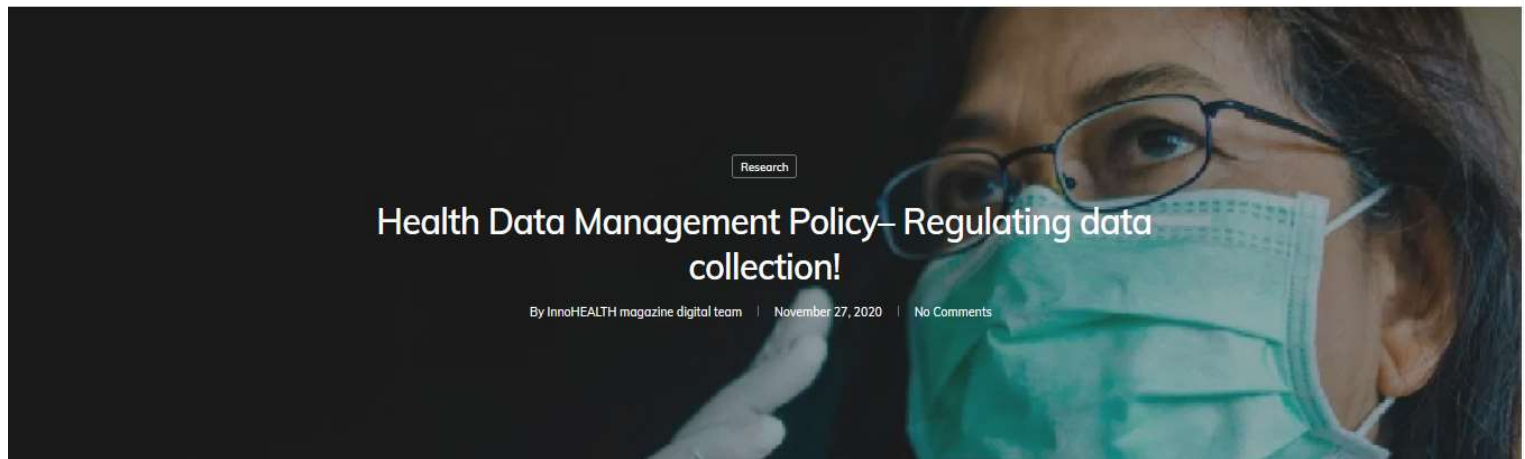 Research
Health Data Management Policy– Regulating data
collection!
By InnoHEALTH magazine digital team | November 27, 2020 | No Comments